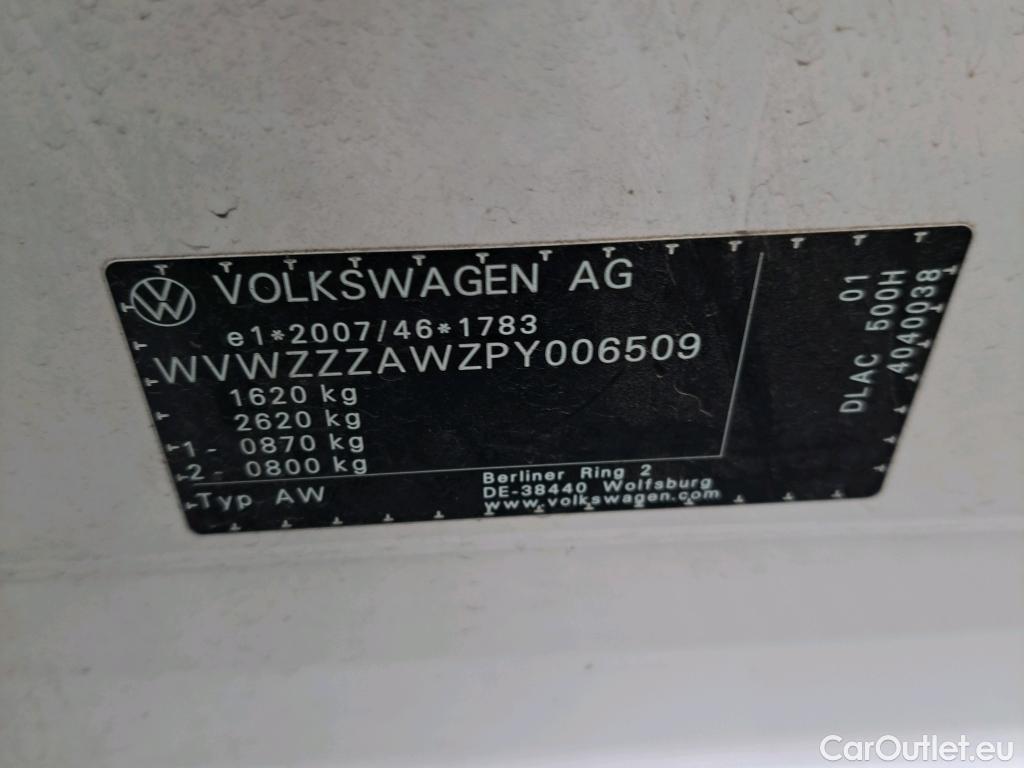 VOLKSWAGEN AG
e1*2007/46*1783
WVWZZZAWZPY006509
1620 kg
2620 kg
1- 0870 kg
2- 0800 kg
Typ AW
Berliner Ring 2
DE-38440 Wolfsburg
www.volkswagen.com
01
DLAC 500H
4040038
CarOutlet.eu